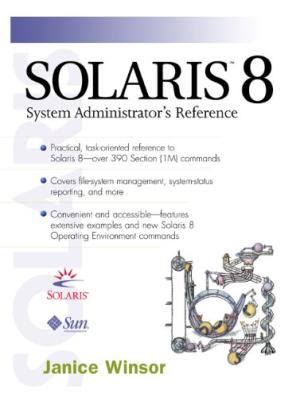 SOLARIS
SOLARIS™ 8
System Administrator's Reference
Practical, task-oriented reference to
Solaris 8—over 390 Section (1M) commands
Covers file-system management, system-status
reporting, and more
Convenient and accessible—features
extensive examples and new Solaris 8
Operating Environment commands
SOLARIS™
Sun
Janice Winsor